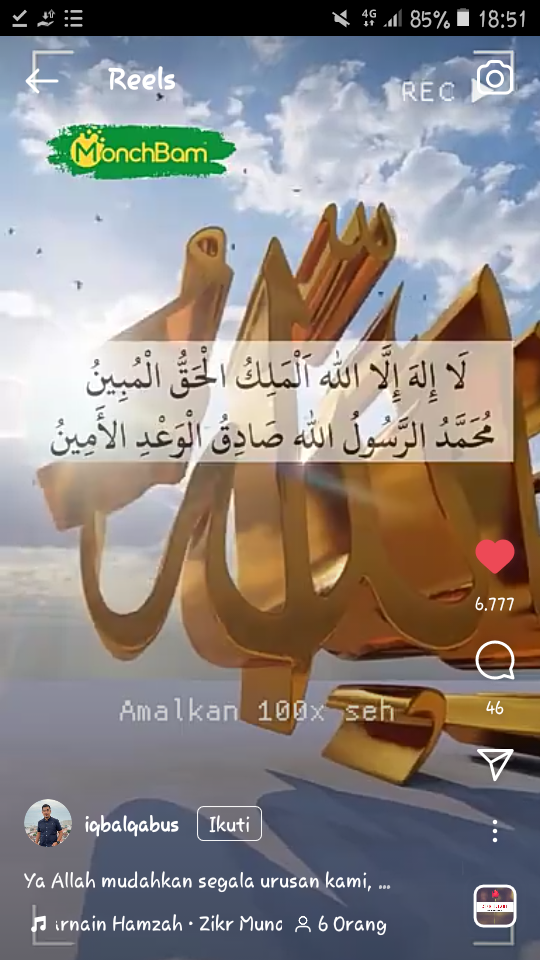 4G 85% 18:51
Reels
REC
MonchBam
لَا إِلهَ إِلَّا الله اَلْمَلِكُ الْحَقُّ الْمُبِينُ
مُحَمَّدُ الرَّسُولُ الله صَادِقُ الْوَعْدِ الأَمِينُ
6.777
46
Amalkan 100x seh
iqbalqabus Ikuti
Ya Allah mudahkan segala urusan kami, ...
rnain Hamzah • Zikr Munc 6 Orang